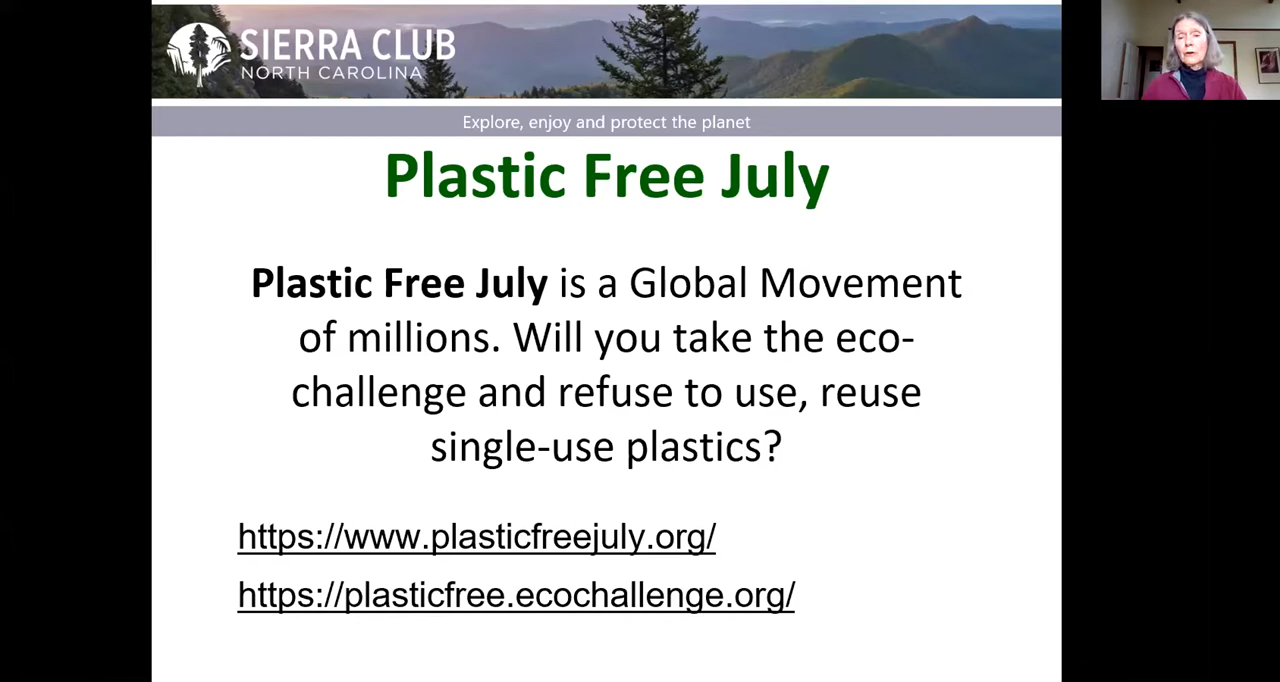 SIERRA CLUB
NORTH CAROLINA
Explore, enjoy and protect the planet
Plastic Free July
Plastic Free July is a Global Movement
of millions. Will you take the eco-
challenge and refuse to use, reuse
single-use plastics?
https://www.plasticfreejuly.org/
https://plasticfree.ecochallenge.org/